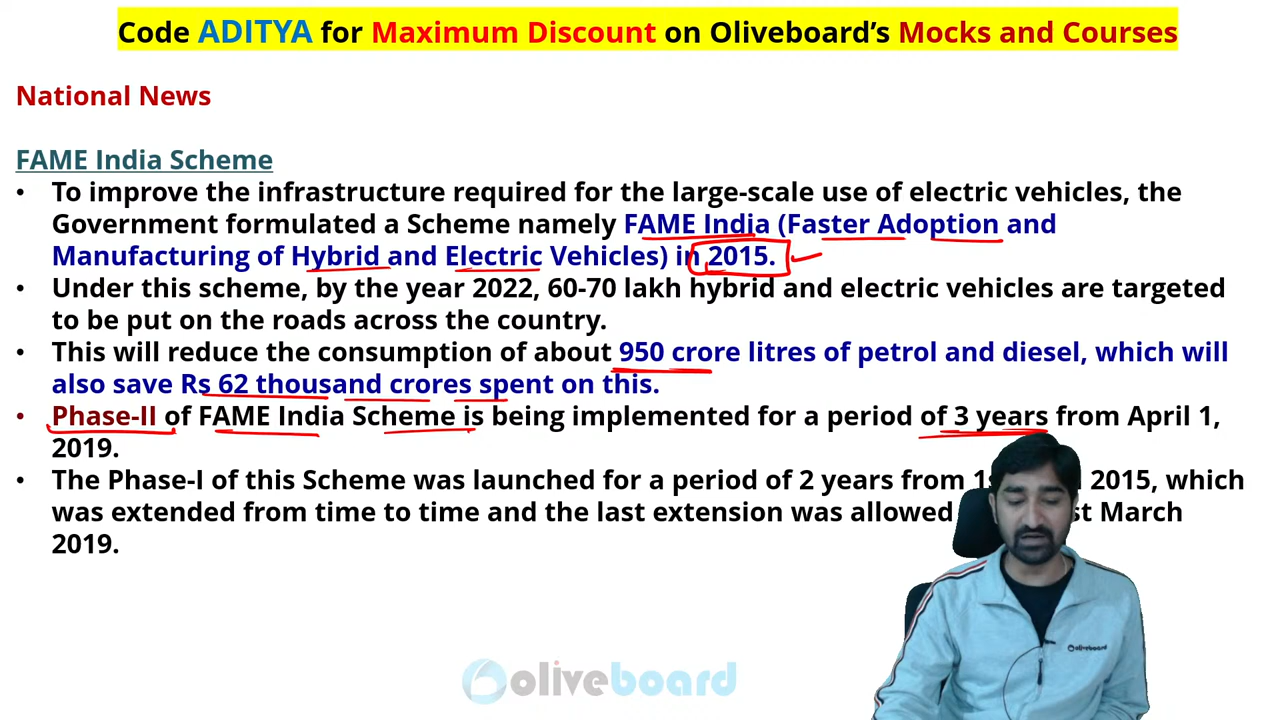 Code ADITYA for Maximum Discount on Oliveboard's Mocks and Courses
National News
FAME India Scheme
• To improve the infrastructure required for the large-scale use of electric vehicles, the
Government formulated a Scheme namely FAME India (Faster Adoption and
Manufacturing of Hybrid and Electric Vehicles) in 2015.
• Under this scheme, by the year 2022, 60-70 lakh hybrid and electric vehicles are targeted
to be put on the roads across the country.
• This will reduce the consumption of about 950 crore litres of petrol and diesel, which will
also save Rs 62 thousand crores spent on this.
• Phase-II of FAME India Scheme is being implemented for a period of 3 years from April 1,
2019.
• The Phase-I of this Scheme was launched for a period of 2 years from 2015, which
was extended from time to time and the last extension was allowed March
2019.
oliveboard
oliveboard